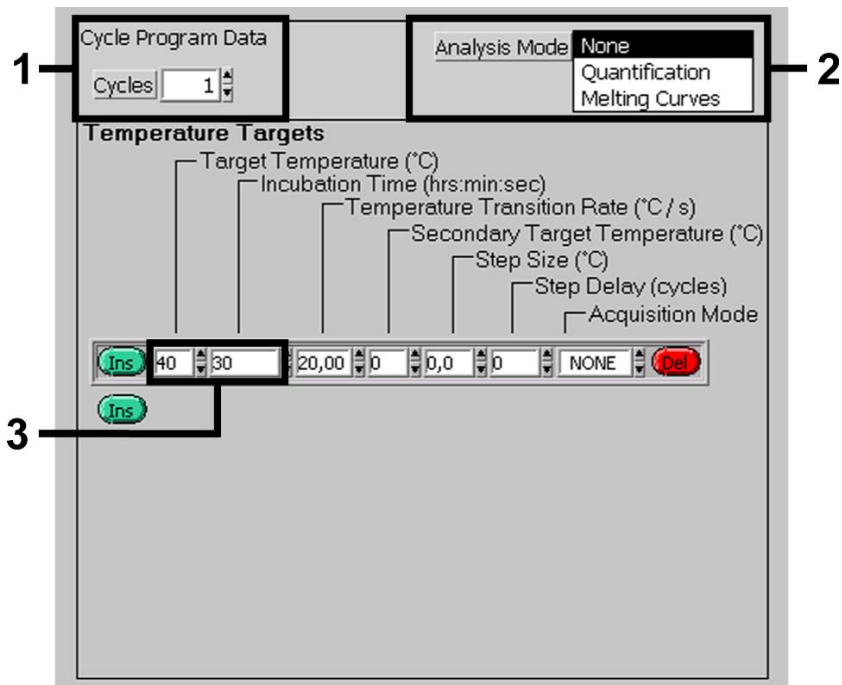 Cycle Program Data
1
Cycles 1
Analysis Mode None
Quantification
Melting Curves
2
Temperature Targets
Target Temperature (°C)
Incubation Time (hrs:min:sec)
Temperature Transition Rate (°C / s)
Secondary Target Temperature (°C)
Step Size (°C)
Step Delay (cycles)
Acquisition Mode
Ins 40 30 20,00 0 0,0 0 NONE Del
Ins
3